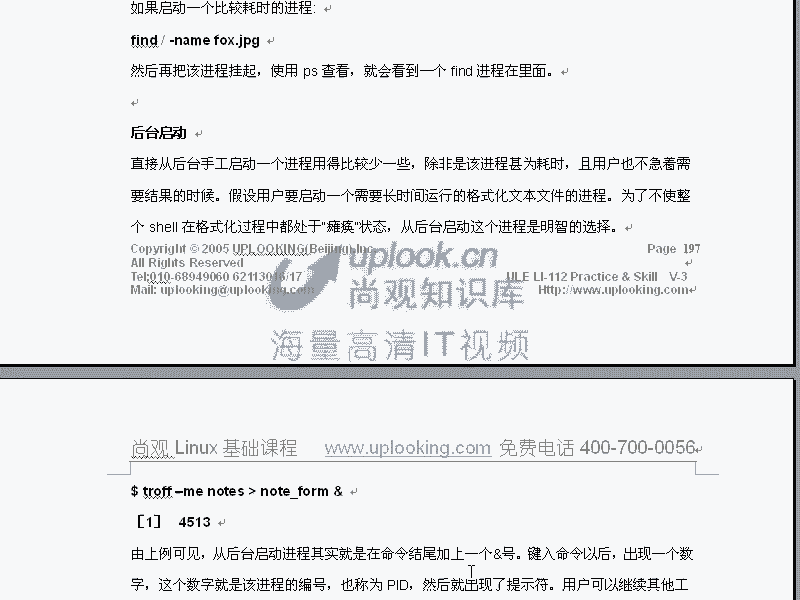 如果启动一个比较耗时的进程:
find / -name fox.jpg
然后再把该进程挂起，使用 ps 查看，就会看到一个 find 进程在里面。
后台启动
直接从后台手工启动一个进程用得比较少一些，除非是该进程甚为耗时，且用户也不急着需
要结果的时候。假设用户要启动一个需要长时间运行的格式化文本文件的进程。为了不使整
个 shell 在格式化过程中都处于“瘫痪”状态，从后台启动这个进程是明智的选择。
Copyright © 2005 UPLOOKING(Beijing) Inc Page 197
All Rights Reserved
Tel:010-68949060 62113016/17 ULE LI-112 Practice & Skill V-3
Mail: uplooking@uplooking.com Http://www.uplooking.com
uplook.cn
尚观知识库
海量高清IT视频
尚观 Linux 基础课程 www.uplooking.com 免费电话 400-700-0056
$ troff –me notes > note_form &
［1］ 4513
由上例可见，从后台启动进程其实就是在命令结尾加上一个&号。键入命令以后，出现一个数
字，这个数字就是该进程的编号，也称为 PID，然后就出现了提示符。用户可以继续其他工